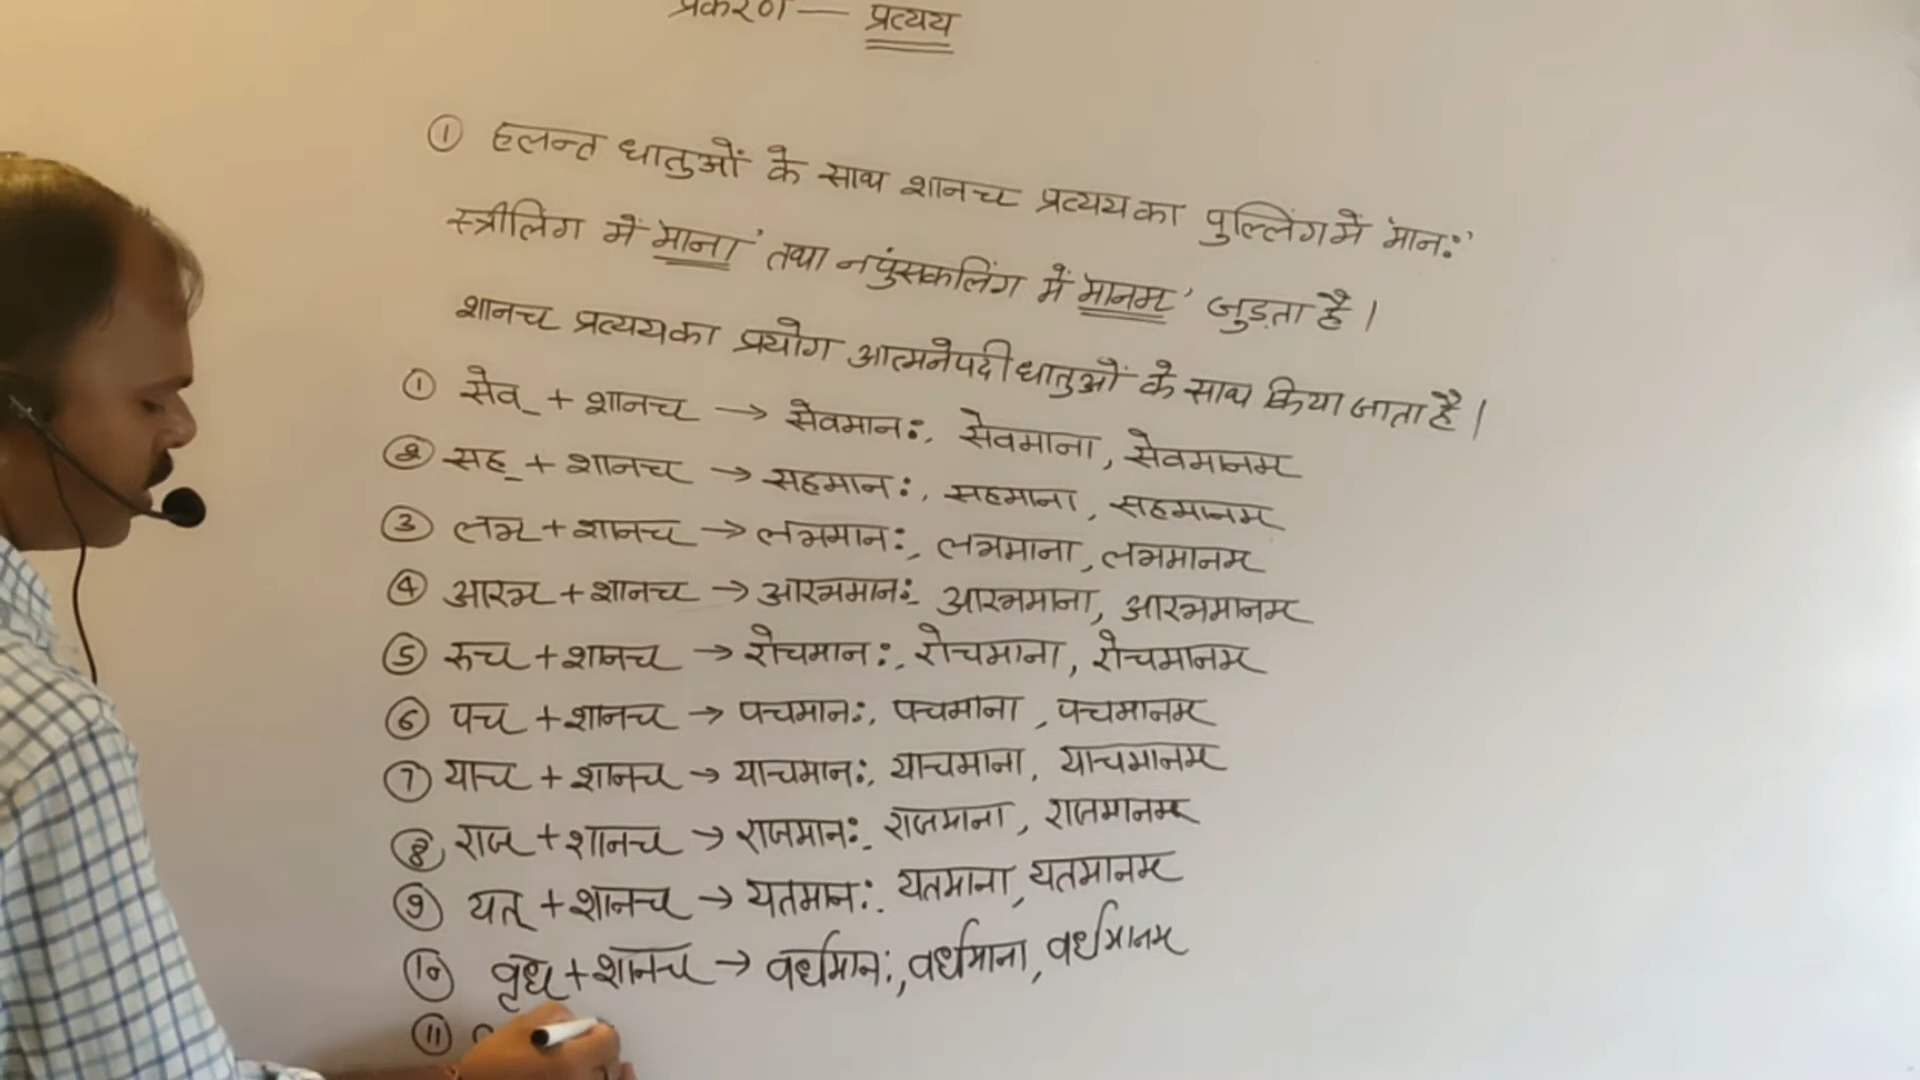 प्रकरण — प्रत्यय
① हलन्त धातुओं के साथ शानच् प्रत्यय का पुल्लिंग में 'मानः'
स्त्रीलिंग में 'माना' तथा नपुंसकलिंग में 'मानम्' जुड़ता है।
शानच् प्रत्यय का प्रयोग आत्मनेपदी धातुओं के साथ किया जाता है।
① सेव् + शानच् → सेवमानः, सेवमाना, सेवमानम्
② सह् + शानच् → सहमानः, सहमाना, सहमानम्
③ लभ् + शानच् → लभमानः, लभमाना, लभमानम्
④ आरभ् + शानच् → आरभमानः, आरभमाना, आरभमानम्
⑤ रुच् + शानच् → रोचमानः, रोचमाना, रोचमानम्
⑥ पच् + शानच् → पचमानः, पचमाना, पचमानम्
⑦ याच् + शानच् → याचमानः, याचमाना, याचमानम्
⑧ राज् + शानच् → राजमानः, राजमाना, राजमानम्
⑨ यत् + शानच् → यतमानः, यतमाना, यतमानम्
⑩ वृध् + शानच् → वर्धमानः, वर्धमाना, वर्धमानम्
⑪